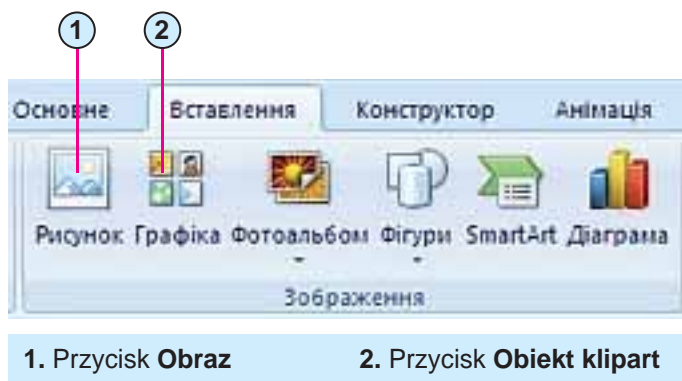 1 2
Основне Вставлення Конструктор Анімація
Рисунок Графіка Фотоальбом Фігури SmartArt Діаграма
Зображення
1. Przycisk Obraz 2. Przycisk Obiekt klipart